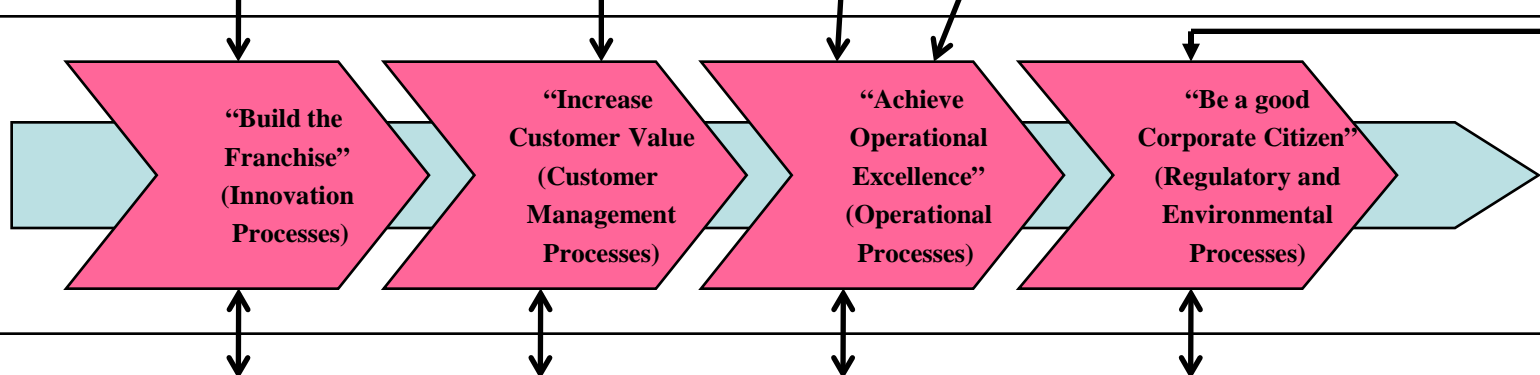 “Build the
Franchise”
(Innovation
Processes)
“Increase
Customer Value
(Customer
Management
Processes)
“Achieve
Operational
Excellence”
(Operational
Processes)
“Be a good
Corporate Citizen”
(Regulatory and
Environmental
Processes)